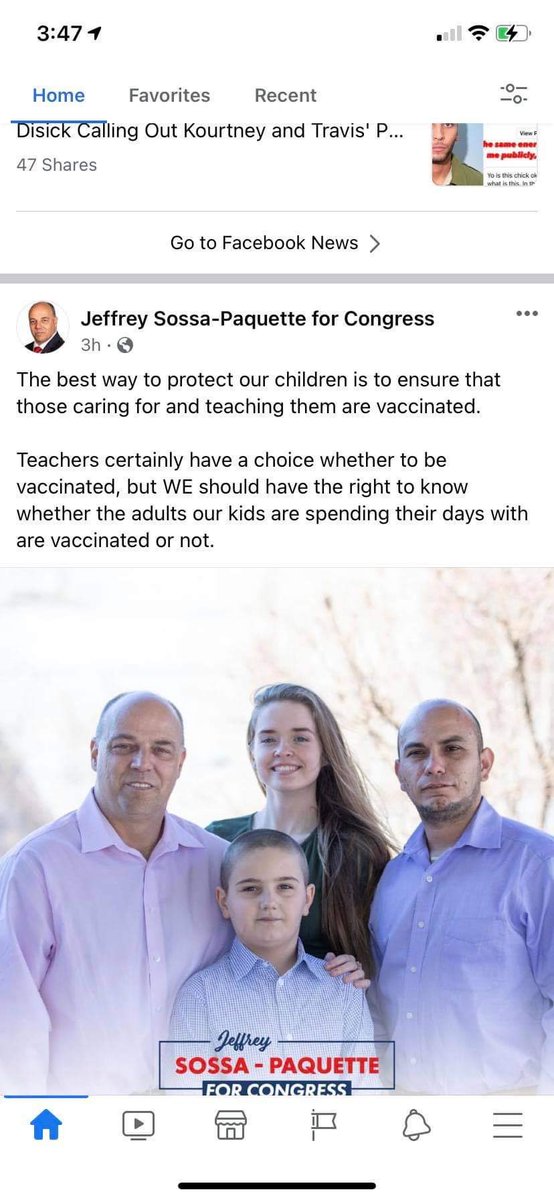 3:47
Home Favorites Recent
Disick Calling Out Kourtney and Travis' P...
47 Shares
View
he same ener
me publicly,
Yo is this chick ok
what is this. In th
Go to Facebook News
Jeffrey Sossa-Paquette for Congress
3h ·
The best way to protect our children is to ensure that
those caring for and teaching them are vaccinated.
Teachers certainly have a choice whether to be
vaccinated, but WE should have the right to know
whether the adults our kids are spending their days with
are vaccinated or not.
Jeffrey
SOSSA - PAQUETTE
FOR CONGRESS